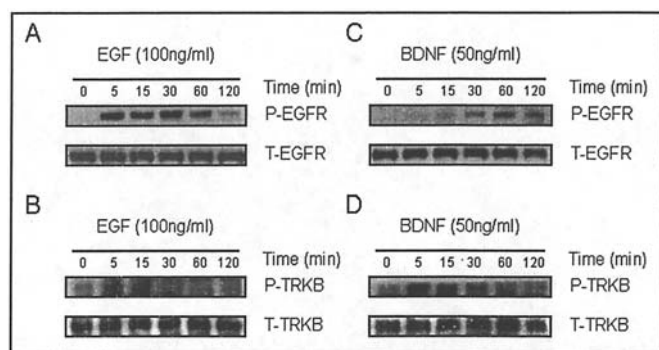 A
EGF (100ng/ml)
0 5 15 30 60 120 Time (min)
P-EGFR
T-EGFR
B
EGF (100ng/ml)
0 5 15 30 60 120 Time (min)
P-TRKB
T-TRKB
C
BDNF (50ng/ml)
0 5 15 30 60 120 Time (min)
P-EGFR
T-EGFR
D
BDNF (50ng/ml)
0 5 15 30 60 120 Time (min)
P-TRKB
T-TRKB